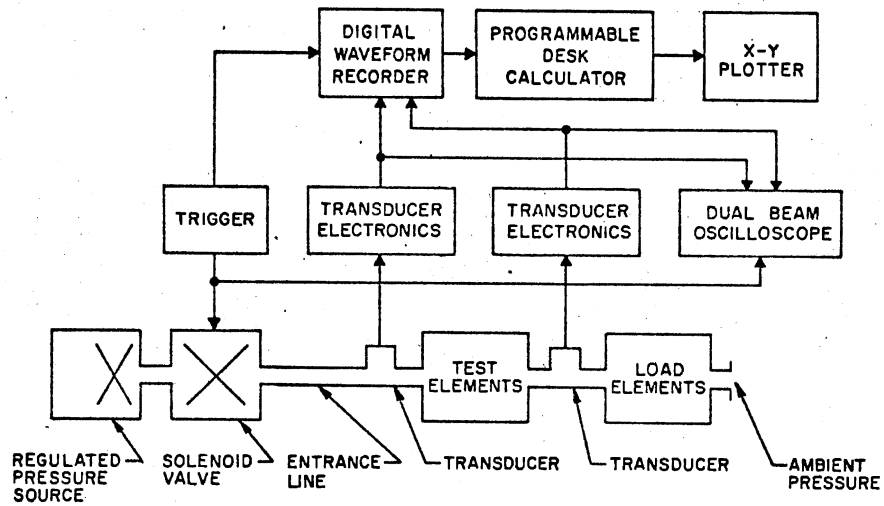 DIGITAL
WAVEFORM
RECORDER
PROGRAMMABLE
DESK
CALCULATOR
X-Y
PLOTTER
TRIGGER
TRANSDUCER
ELECTRONICS
TRANSDUCER
ELECTRONICS
DUAL BEAM
OSCILLOSCOPE
TEST
ELEMENTS
LOAD
ELEMENTS
REGULATED
PRESSURE
SOURCE
SOLENOID
VALVE
ENTRANCE
LINE
TRANSDUCER
TRANSDUCER
AMBIENT
PRESSURE